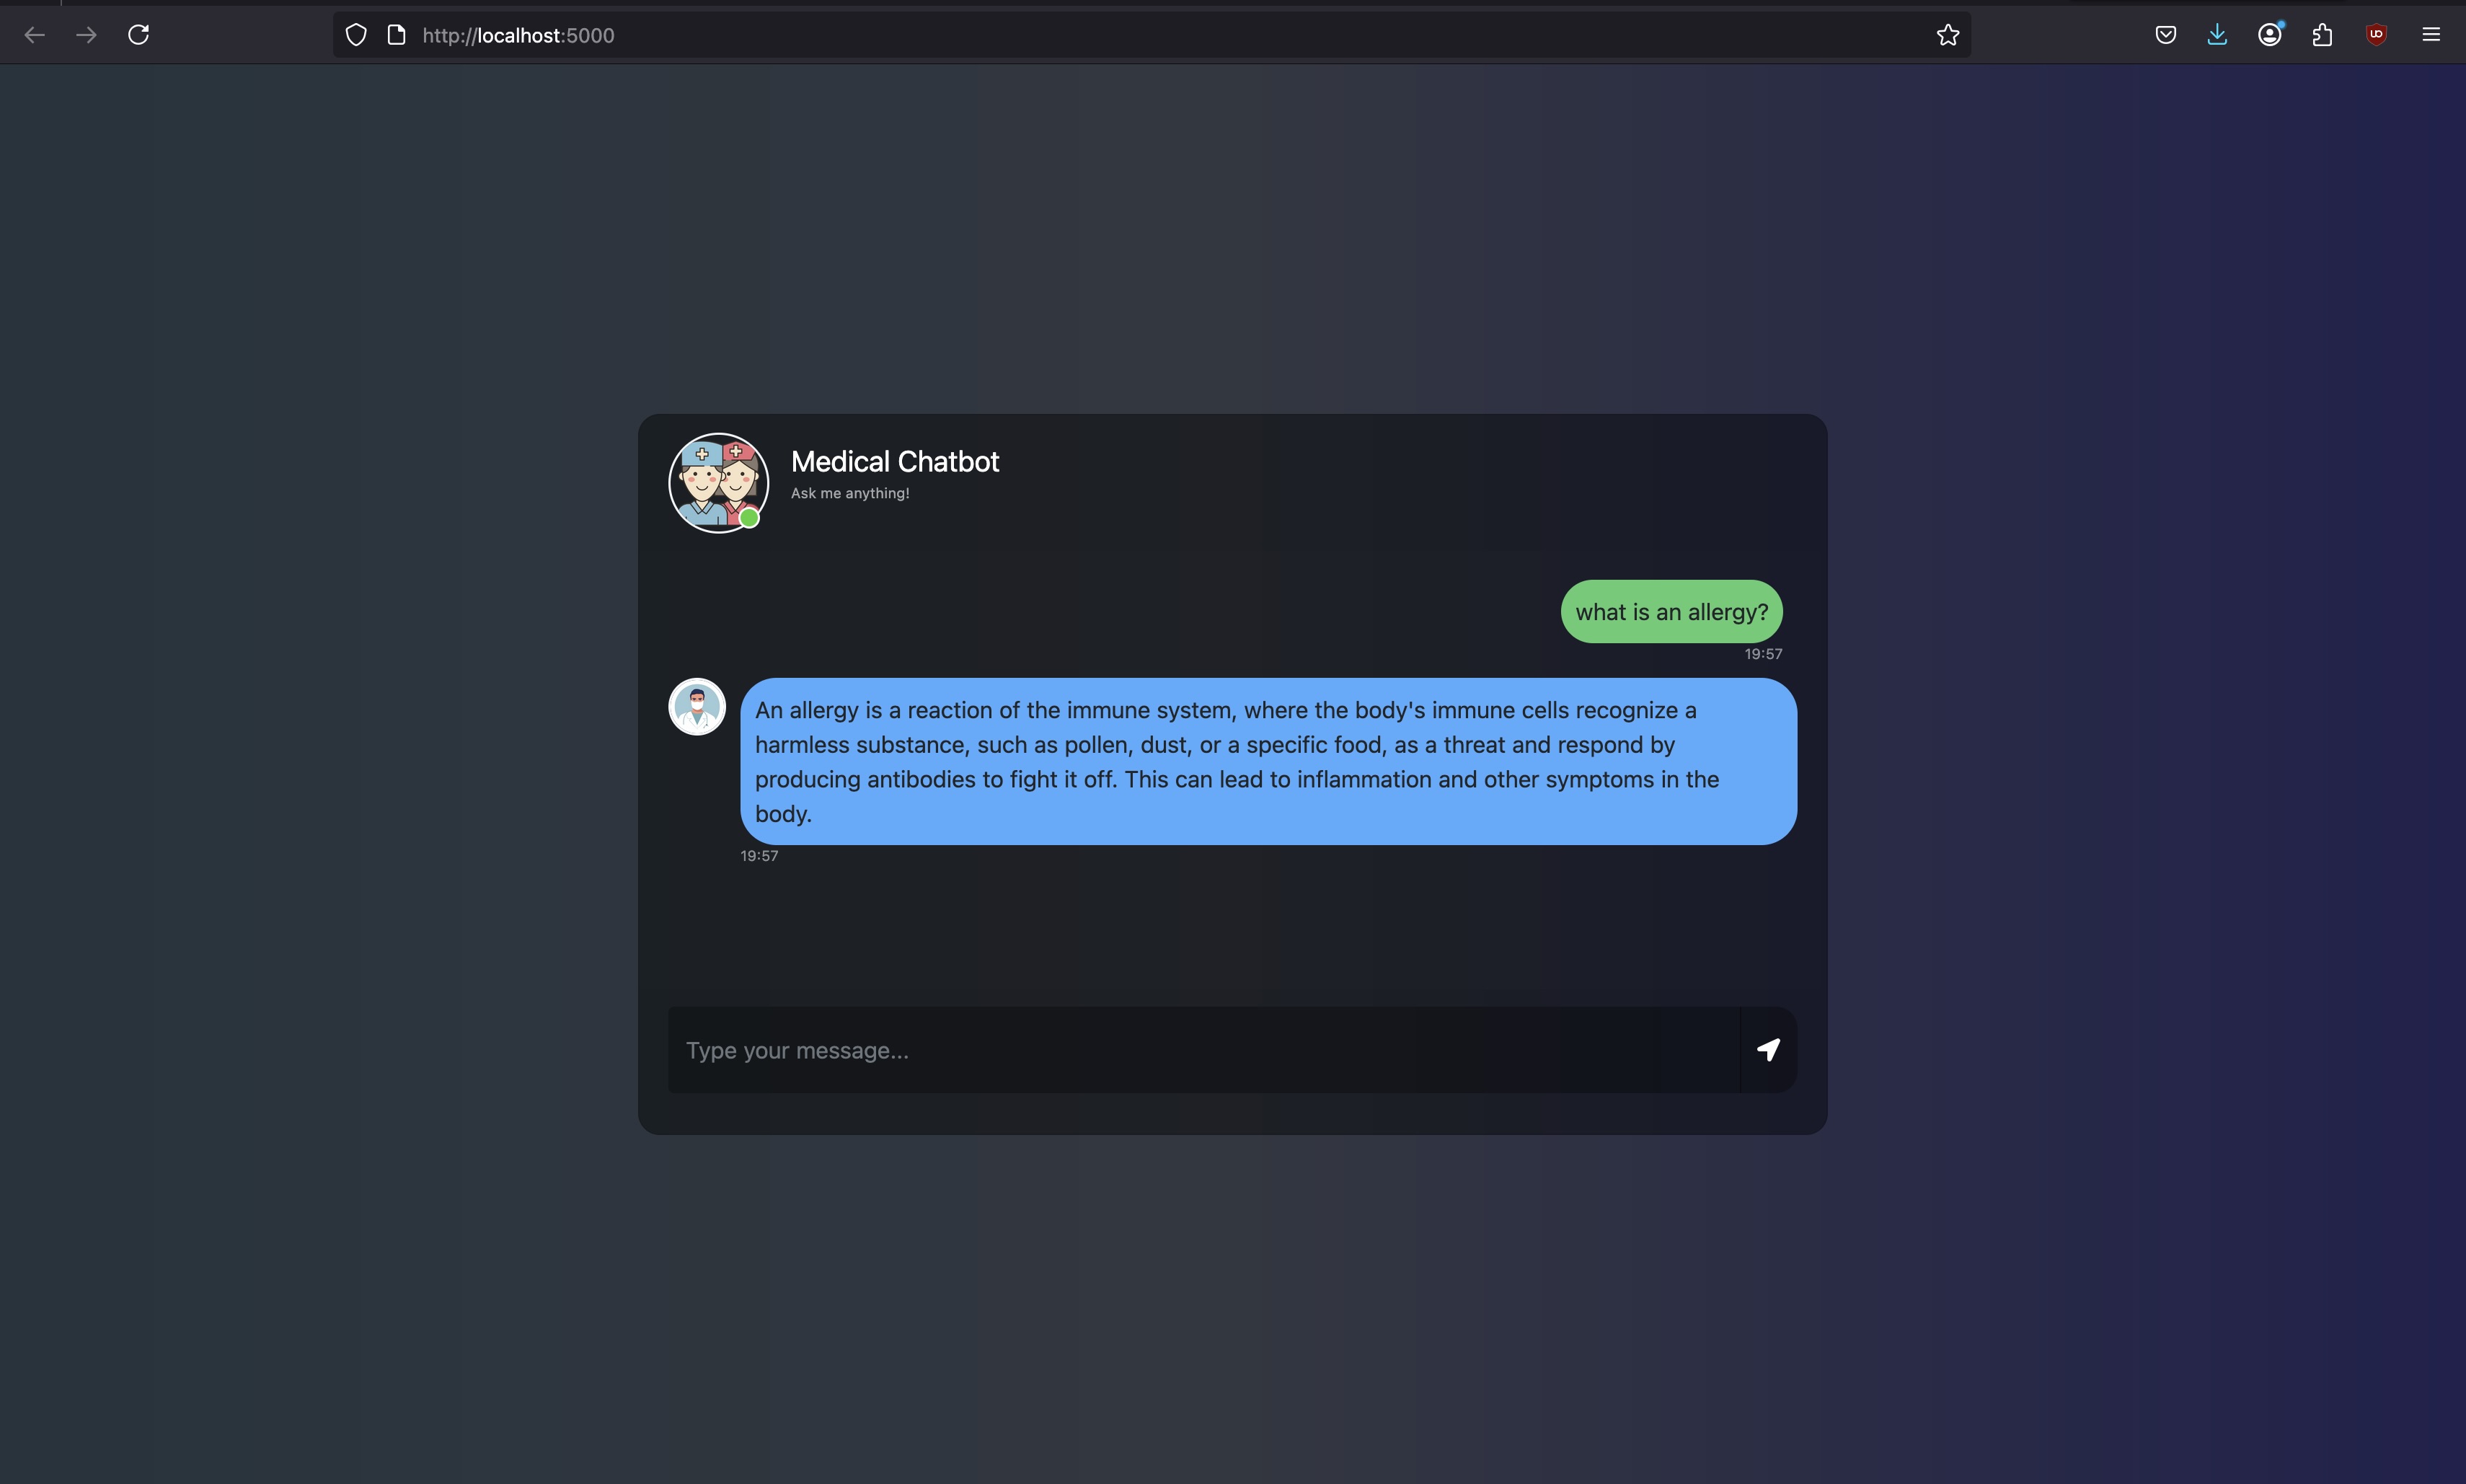 http://localhost:5000
Medical Chatbot
Ask me anything!
what is an allergy?
19:57
An allergy is a reaction of the immune system, where the body's immune cells recognize a
harmless substance, such as pollen, dust, or a specific food, as a threat and respond by
producing antibodies to fight it off. This can lead to inflammation and other symptoms in the
body.
19:57
Type your message...